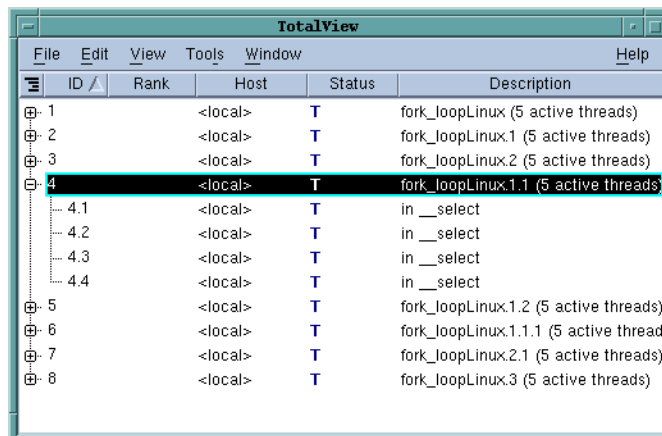 TotalView
File Edit View Tools Window Help
ID Rank Host Status Description
1 <local> T fork_loopLinux (5 active threads)
2 <local> T fork_loopLinux.1 (5 active threads)
3 <local> T fork_loopLinux.2 (5 active threads)
4 <local> T fork_loopLinux.1.1 (5 active threads)
4.1 <local> T in __select
4.2 <local> T in __select
4.3 <local> T in __select
4.4 <local> T in __select
5 <local> T fork_loopLinux.1.2 (5 active threads)
6 <local> T fork_loopLinux.1.1.1 (5 active thread
7 <local> T fork_loopLinux.2.1 (5 active threads)
8 <local> T fork_loopLinux.3 (5 active threads)